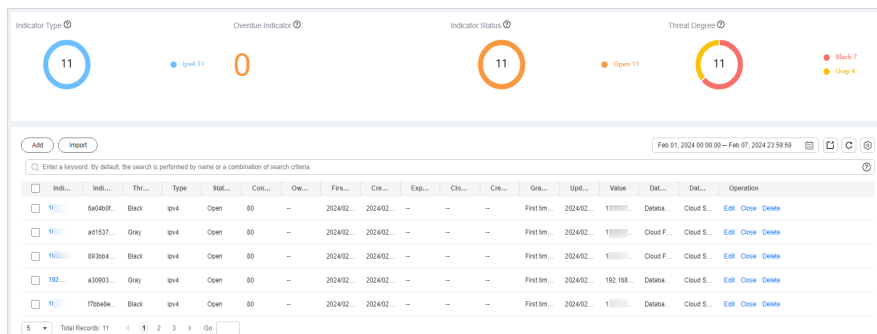 Indicator Type
Overdue Indicator
Indicator Status
Threat Degree
11
ipv4 11
0
11
Open 11
11
Black 7
Gray 4
Add
Import
Feb 01, 2024 00:00:00 – Feb 07, 2024 23:59:59
Enter a keyword. By default, the search is performed by name or a combination of search criteria.
Indi... Indi... Thr... Type Stat... Con... Ow... Firs... Cre... Exp... Clo... Cre... Gra... Upd... Value Dat... Dat... Operation
6a04b0f... Black ipv4 Open 80 -- 2024/02... 2024/02... -- -- -- First tim... 2024/02... Databa... Cloud S... Edit Close Delete
ad1537... Gray ipv4 Open 80 -- 2024/02... 2024/02... -- -- -- First tim... 2024/02... Cloud F... Cloud S... Edit Close Delete
893bb4... Black ipv4 Open 80 -- 2024/02... 2024/02... -- -- -- First tim... 2024/02... Cloud F... Cloud S... Edit Close Delete
192.... a30903... Gray ipv4 Open 80 -- 2024/02... 2024/02... -- -- -- First tim... 2024/02... 192.168... Databa... Cloud S... Edit Close Delete
f7bbe8e... Black ipv4 Open 80 -- 2024/02... 2024/02... -- -- -- First tim... 2024/02... Databa... Cloud S... Edit Close Delete
5 Total Records: 11 < 1 2 3 > Go